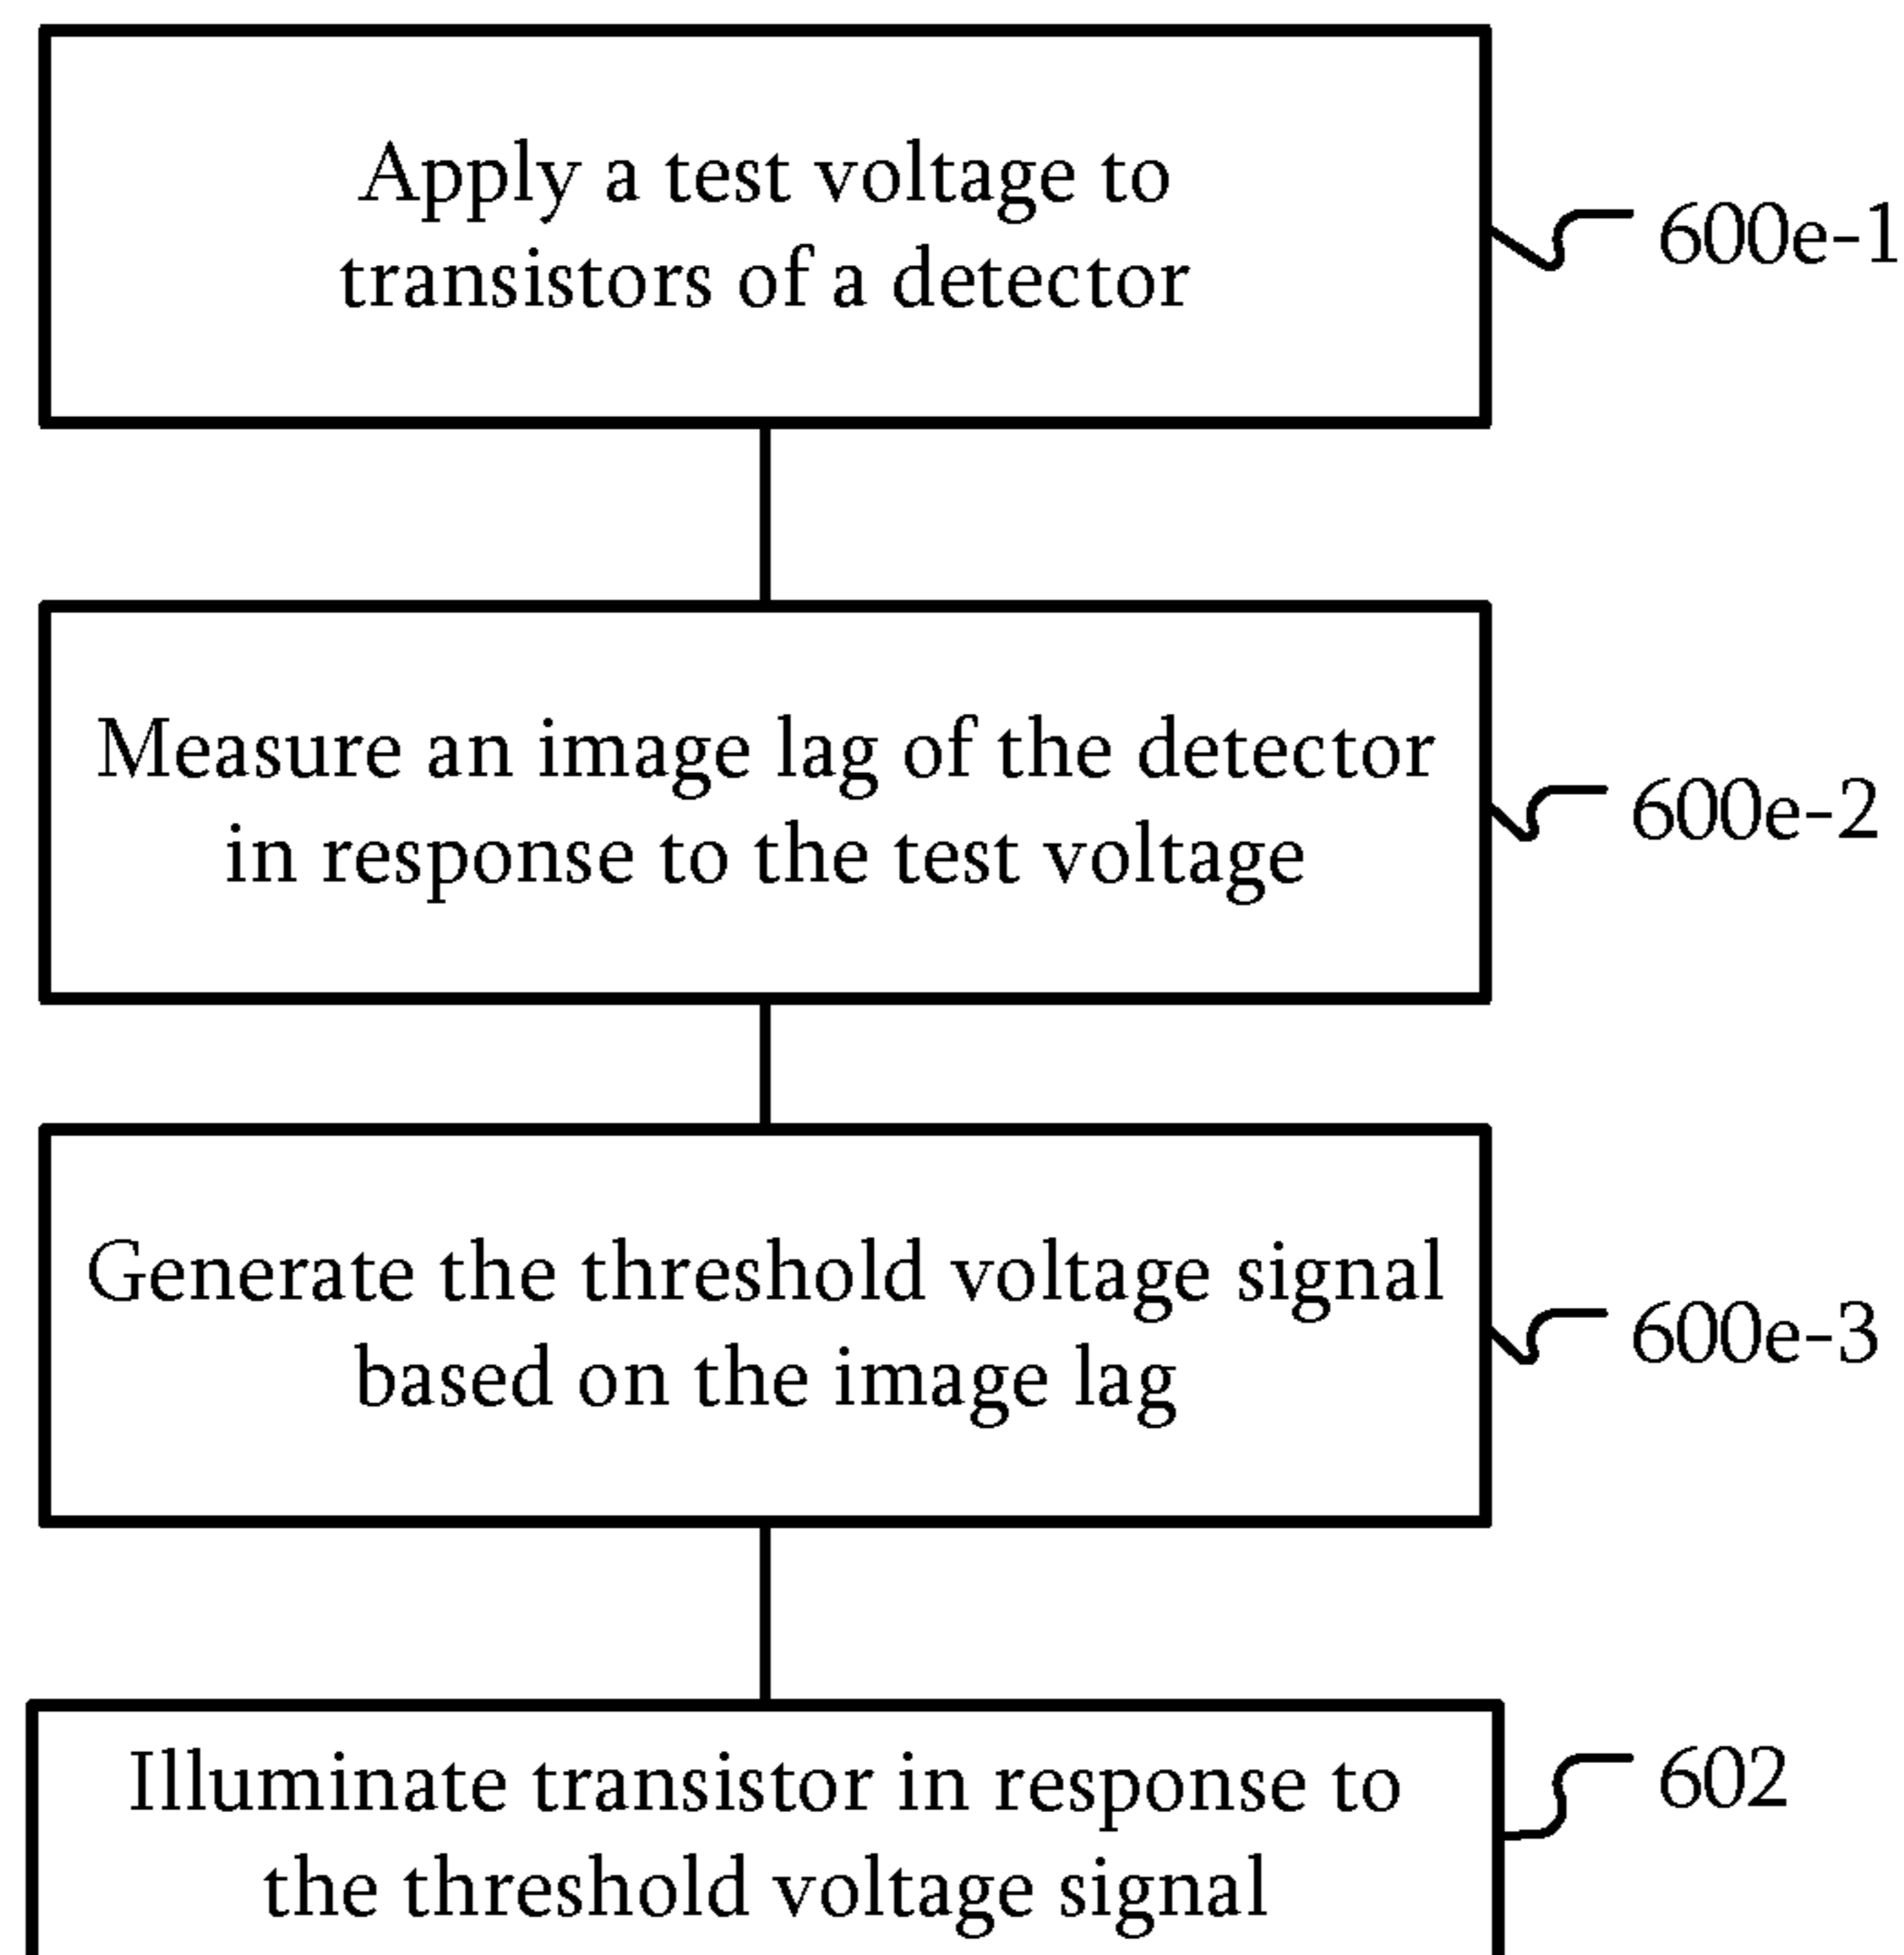 Apply a test voltage to
transistors of a detector
600e-1
Measure an image lag of the detector
in response to the test voltage
600e-2
Generate the threshold voltage signal
based on the image lag
600e-3
Illuminate transistor in response to
the threshold voltage signal
602